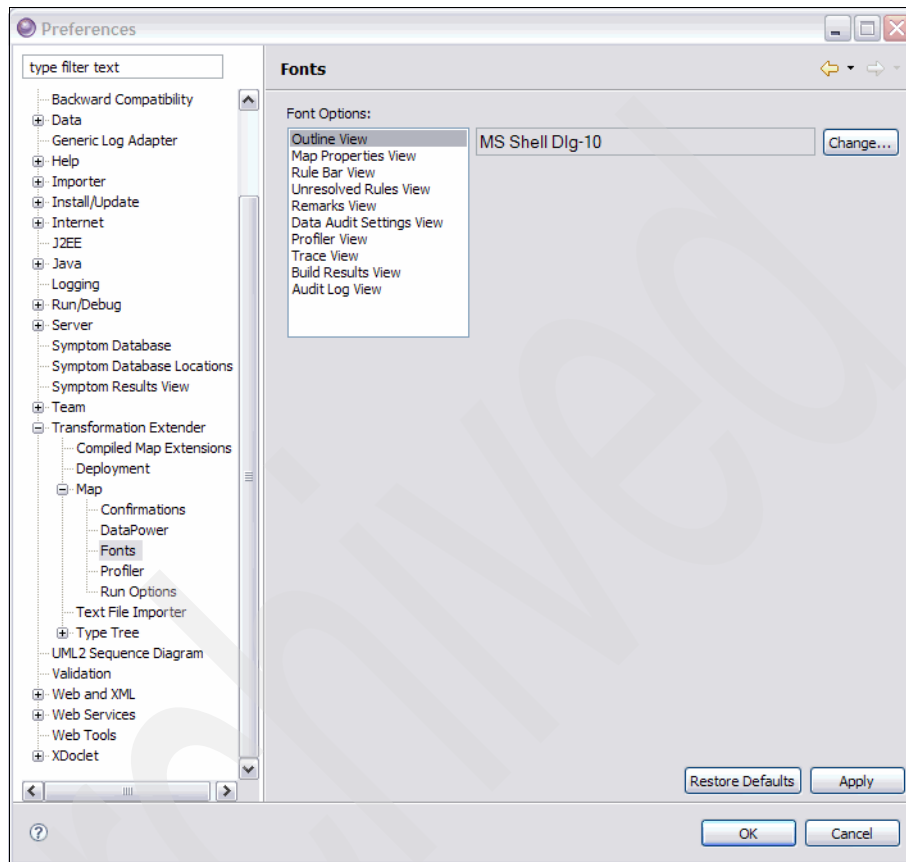 Preferences
type filter text
Backward Compatibility
Data
Generic Log Adapter
Help
Importer
Install/Update
Internet
J2EE
Java
Logging
Run/Debug
Server
Symptom Database
Symptom Database Locations
Symptom Results View
Team
Transformation Extender
Compiled Map Extensions
Deployment
Map
Confirmations
DataPower
Fonts
Profiler
Run Options
Text File Importer
Type Tree
UML2 Sequence Diagram
Validation
Web and XML
Web Services
Web Tools
XDoclet
Fonts
Font Options:
Outline View
Map Properties View
Rule Bar View
Unresolved Rules View
Remarks View
Data Audit Settings View
Profiler View
Trace View
Build Results View
Audit Log View
MS Shell Dlg-10
Change...
Restore Defaults
Apply
?
OK
Cancel